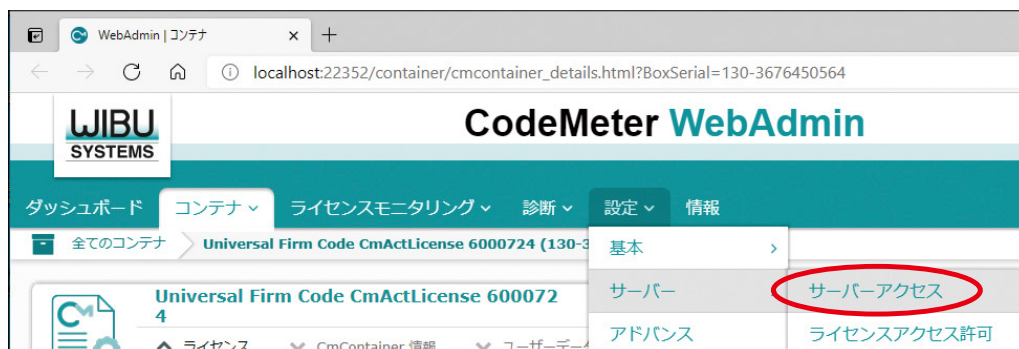 WebAdmin | コンテナ
localhost:22352/container/cmcontainer_details.html?BoxSerial=130-3676450564
WIBU
SYSTEMS
CodeMeter WebAdmin
ダッシュボード コンテナ ライセンスモニタリング 診断 設定 情報
全てのコンテナ Universal Firm Code CmActLicense 6000724 (130-3
基本
サーバー サーバーアクセス
Universal Firm Code CmActLicense 600072
4
アドバンス ライセンスアクセス許可
ライセンス CmContainer 情報 ユーザーデータ